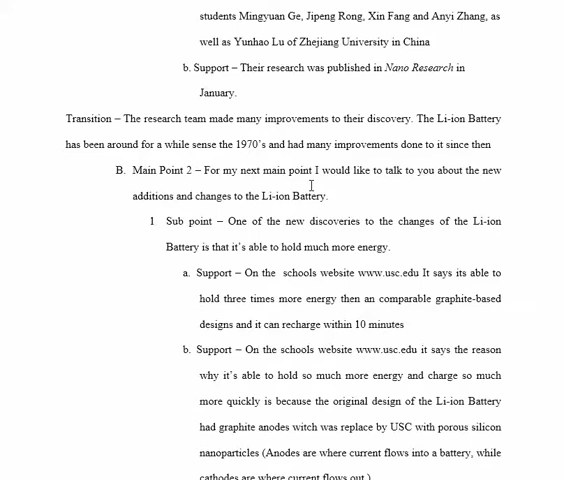 students Mingyuan Ge, Jipeng Rong, Xin Fang and Anyi Zhang, as
well as Yunhao Lu of Zhejiang University in China
b. Support – Their research was published in Nano Research in
January.
Transition – The research team made many improvements to their discovery. The Li-ion Battery
has been around for a while sense the 1970's and had many improvements done to it since then
B. Main Point 2 – For my next main point I would like to talk to you about the new
additions and changes to the Li-ion Battery.
1 Sub point – One of the new discoveries to the changes of the Li-ion
Battery is that it's able to hold much more energy.
a. Support – On the schools website www.usc.edu It says its able to
hold three times more energy then an comparable graphite-based
designs and it can recharge within 10 minutes
b. Support – On the schools website www.usc.edu it says the reason
why it's able to hold so much more energy and charge so much
more quickly is because the original design of the Li-ion Battery
had graphite anodes witch was replace by USC with porous silicon
nanoparticles (Anodes are where current flows into a battery, while
cathodes are where current flows out.)